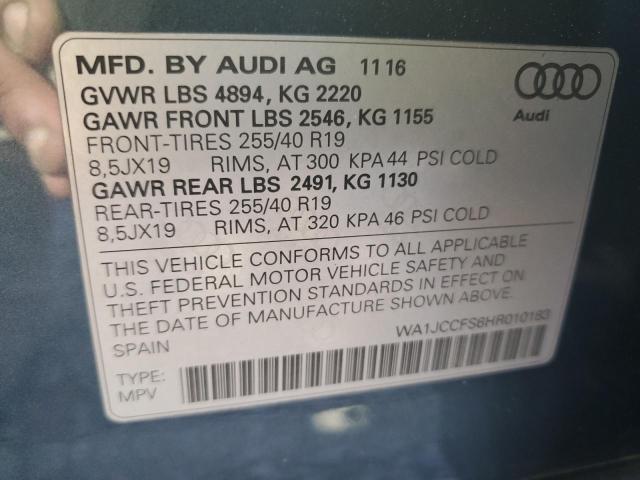 MFD. BY AUDI AG 11 16
GVWR LBS 4894, KG 2220
GAWR FRONT LBS 2546, KG 1155
FRONT-TIRES 255/40 R19
8,5JX19 RIMS, AT 300 KPA 44 PSI COLD
GAWR REAR LBS 2491, KG 1130
REAR-TIRES 255/40 R19
8,5JX19 RIMS, AT 320 KPA 46 PSI COLD
Audi
THIS VEHICLE CONFORMS TO ALL APPLICABLE
U.S. FEDERAL MOTOR VEHICLE SAFETY AND
THEFT PREVENTION STANDARDS IN EFFECT ON
THE DATE OF MANUFACTURE SHOWN ABOVE.
SPAIN
WA1JCCFS6HR010183
TYPE:
MPV